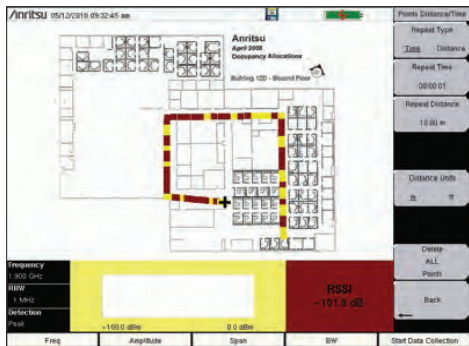 Anritsu 05/12/2010 09:32:45 am
Points Distance/Time
Repeat Type
Time Distance
Repeat Time
00:00:01
Repeat Distance
10.00 m
Distance Units
m ft
Delete
ALL
Points
Back
Anritsu
April 2008
Occupancy Allocations
Building 120 - Second Floor
Frequency
1.900 GHz
RBW
1 MHz
Detection
Peak
-100.0 dBm 0.0 dBm
RSSI
-101.8 dB
Freq Amplitude Span BW Start Data Collection